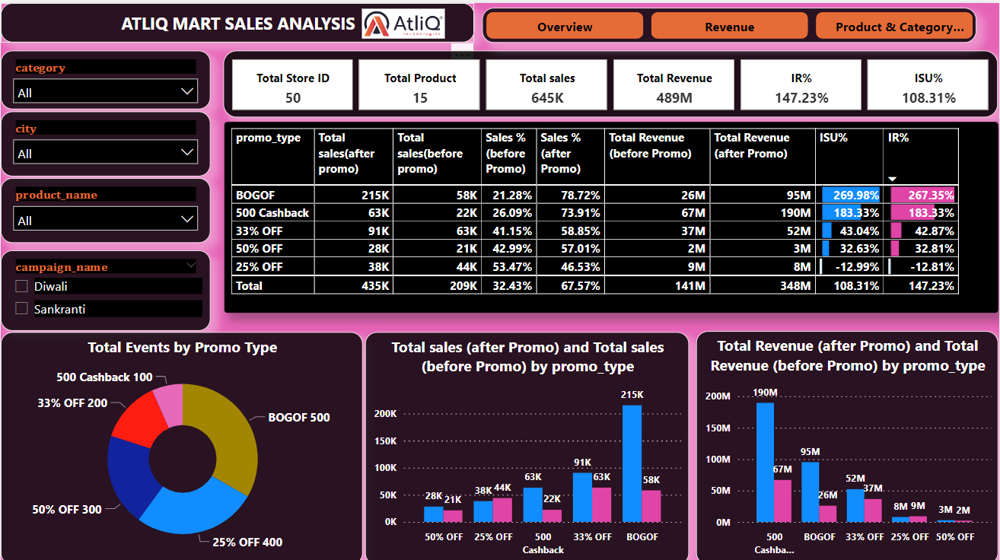 ATLIQ MART SALES ANALYSIS
AtliQ
technologies
Overview
Revenue
Product & Category...
category
All
city
All
product_name
All
campaign_name
Diwali
Sankranti
Total Store ID
50
Total Product
15
Total sales
645K
Total Revenue
489M
IR%
147.23%
ISU%
108.31%
promo_type Total sales(after promo) Total sales(before promo) Sales % (before Promo) Sales % (after Promo) Total Revenue (before Promo) Total Revenue (after Promo) ISU% IR%
BOGOF 215K 58K 21.28% 78.72% 26M 95M 269.98% 267.35%
500 Cashback 63K 22K 26.09% 73.91% 67M 190M 183.33% 183.33%
33% OFF 91K 63K 41.15% 58.85% 37M 52M 43.04% 42.87%
50% OFF 28K 21K 42.99% 57.01% 2M 3M 32.63% 32.81%
25% OFF 38K 44K 53.47% 46.53% 9M 8M -12.99% -12.81%
Total 435K 209K 32.43% 67.57% 141M 348M 108.31% 147.23%
Total Events by Promo Type
500 Cashback 100
33% OFF 200
BOGOF 500
50% OFF 300
25% OFF 400
Total sales (after Promo) and Total sales
(before Promo) by promo_type
215K
200K
150K
100K
50K
0K
28K 21K 38K 44K 63K 22K 91K 63K 58K
50% OFF 25% OFF 500 Cashback 33% OFF BOGOF
Total Revenue (after Promo) and Total
Revenue (before Promo) by promo_type
200M
150M
100M
50M
0M
190M 67M 95M 26M 52M 37M 8M 9M 3M 2M
500 Cashba... BOGOF 33% OFF 25% OFF 50% OFF